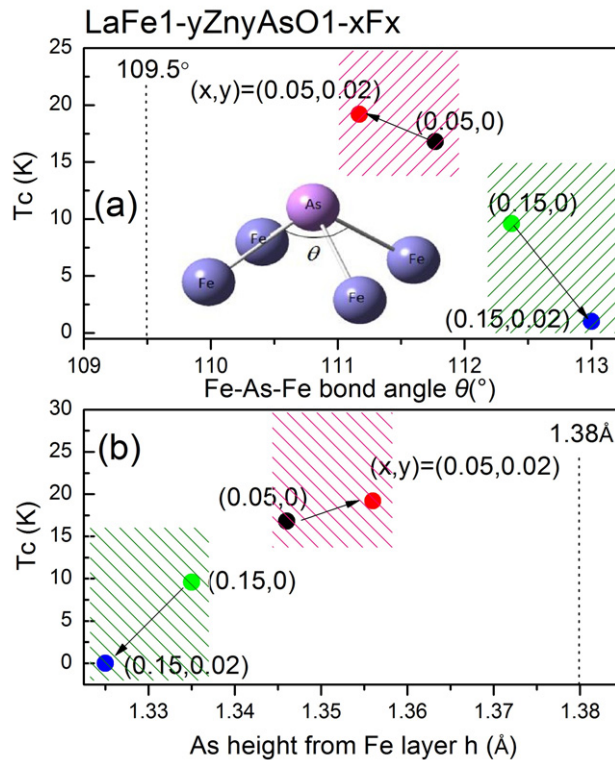 LaFe1-yZnyAsO1-xFx
109.5°
(x,y)=(0.05,0.02)
(0.05,0)
(a)
(0.15,0)
(0.15,0.02)
As
Fe
Fe
Fe
Fe
θ
Tc (K)
25
20
15
10
5
0
109 110 111 112 113
Fe-As-Fe bond angle θ(°)
(b)
1.38Å
(x,y)=(0.05,0.02)
(0.05,0)
(0.15,0)
(0.15,0.02)
Tc (K)
30
25
20
15
10
5
0
1.33 1.34 1.35 1.36 1.37 1.38
As height from Fe layer h (Å)